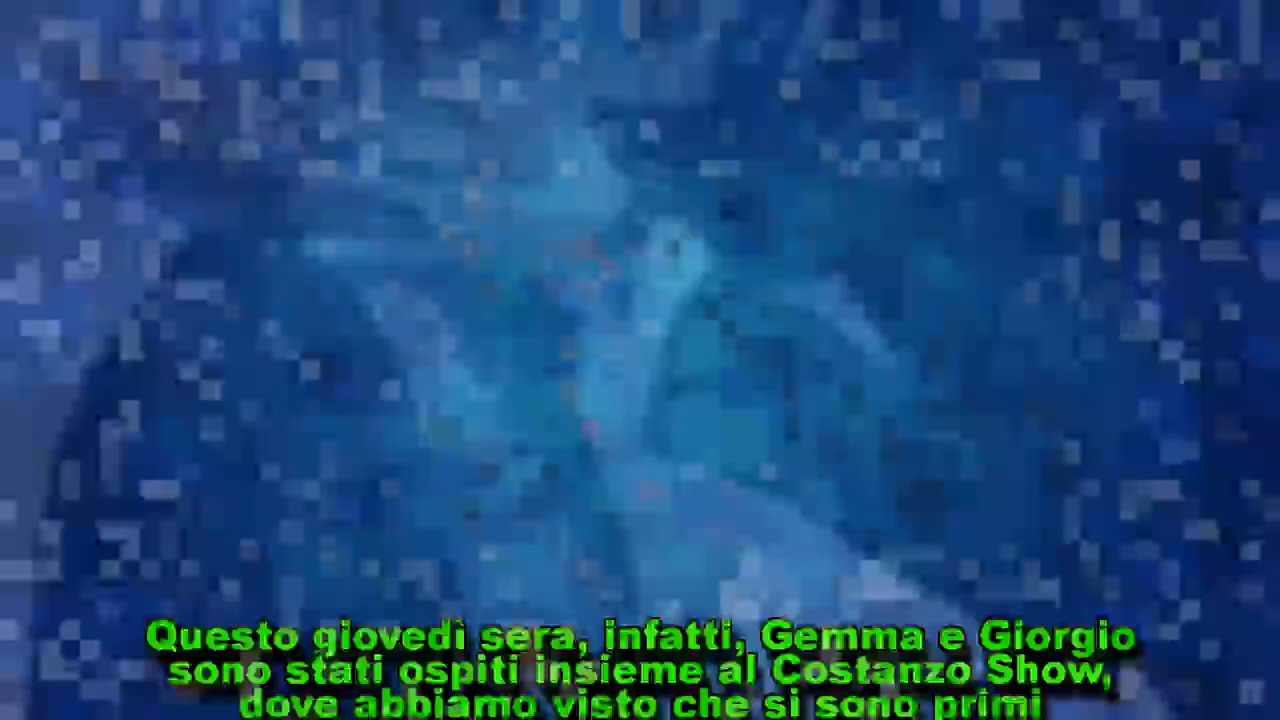 Questo giovedì sera, infatti, Gemma e Giorgio
sono stati ospiti insieme al Costanzo Show,
dove abbiamo visto che si sono primi